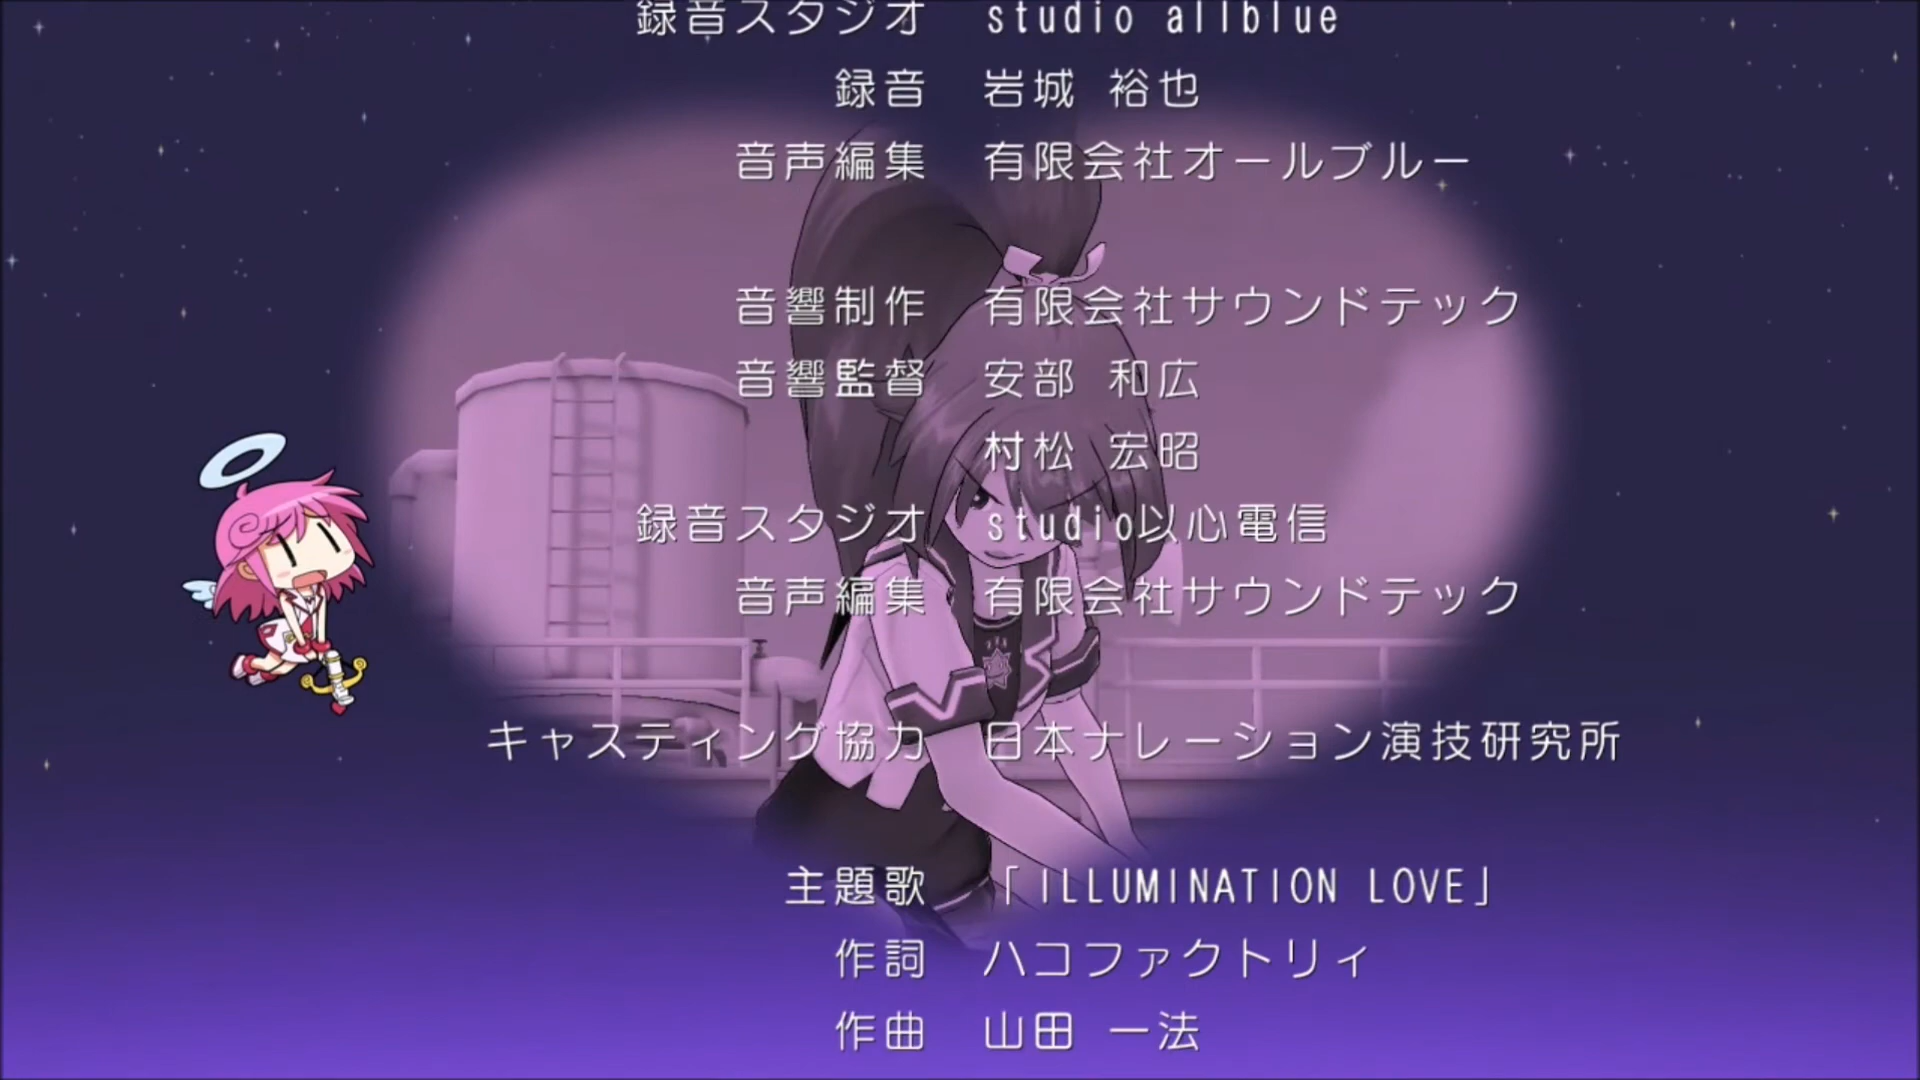 録音スタジオ studio allblue
録音 岩城 裕也
音声編集 有限会社オールブルー
音響制作 有限会社サウンドテック
音響監督 安部 和広
村松 宏昭
録音スタジオ studio以心電信
音声編集 有限会社サウンドテック
キャスティング協力 日本ナレーション演技研究所
主題歌 「ILLUMINATION LOVE」
作詞 ハコファクトリィ
作曲 山田 一法